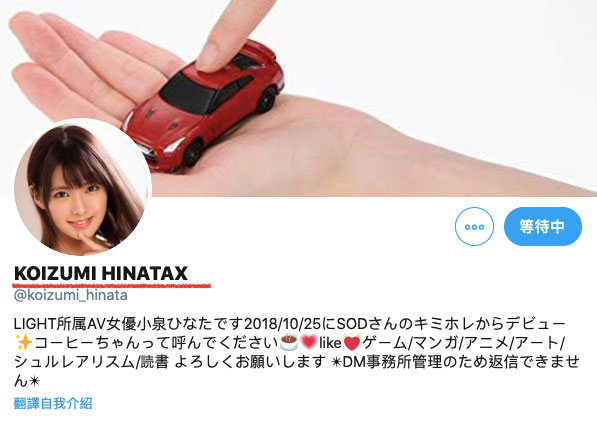 等待中
KOIZUMI HINATAX
@koizumi_hinata
LIGHT所属AV女優小泉ひなたです2018/10/25にSODさんのキミホレからデビュー
✨コーヒーちゃんって呼んでください☕💗like❤️ゲーム/マンガ/アニメ/アート/
シュルレアリスム/読書 よろしくお願いします ✴︎DM事務所管理のため返信できませ
ん✴︎
翻譯自我介紹